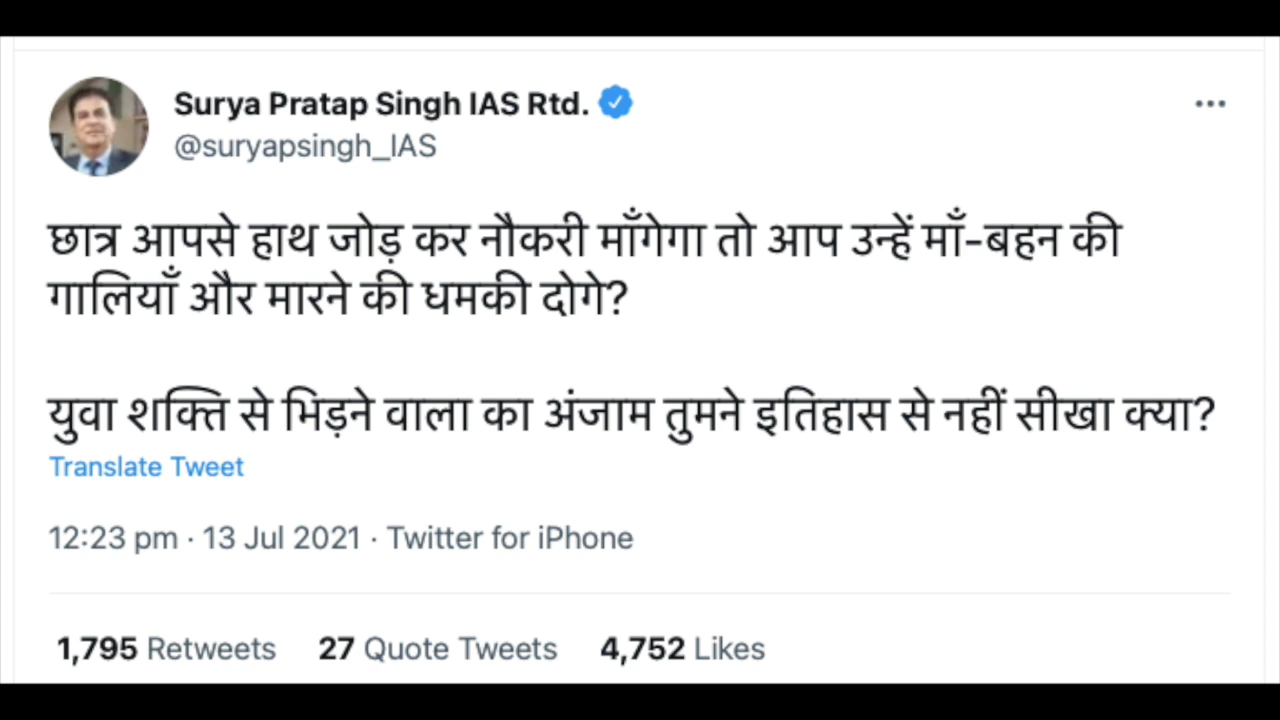 Surya Pratap Singh IAS Rtd.
@suryapsingh_IAS
छात्र आपसे हाथ जोड़ कर नौकरी माँगेगा तो आप उन्हें माँ-बहन की
गालियाँ और मारने की धमकी दोगे?
युवा शक्ति से भिड़ने वाला का अंजाम तुमने इतिहास से नहीं सीखा क्या?
Translate Tweet
12:23 pm · 13 Jul 2021 · Twitter for iPhone
1,795 Retweets 27 Quote Tweets 4,752 Likes